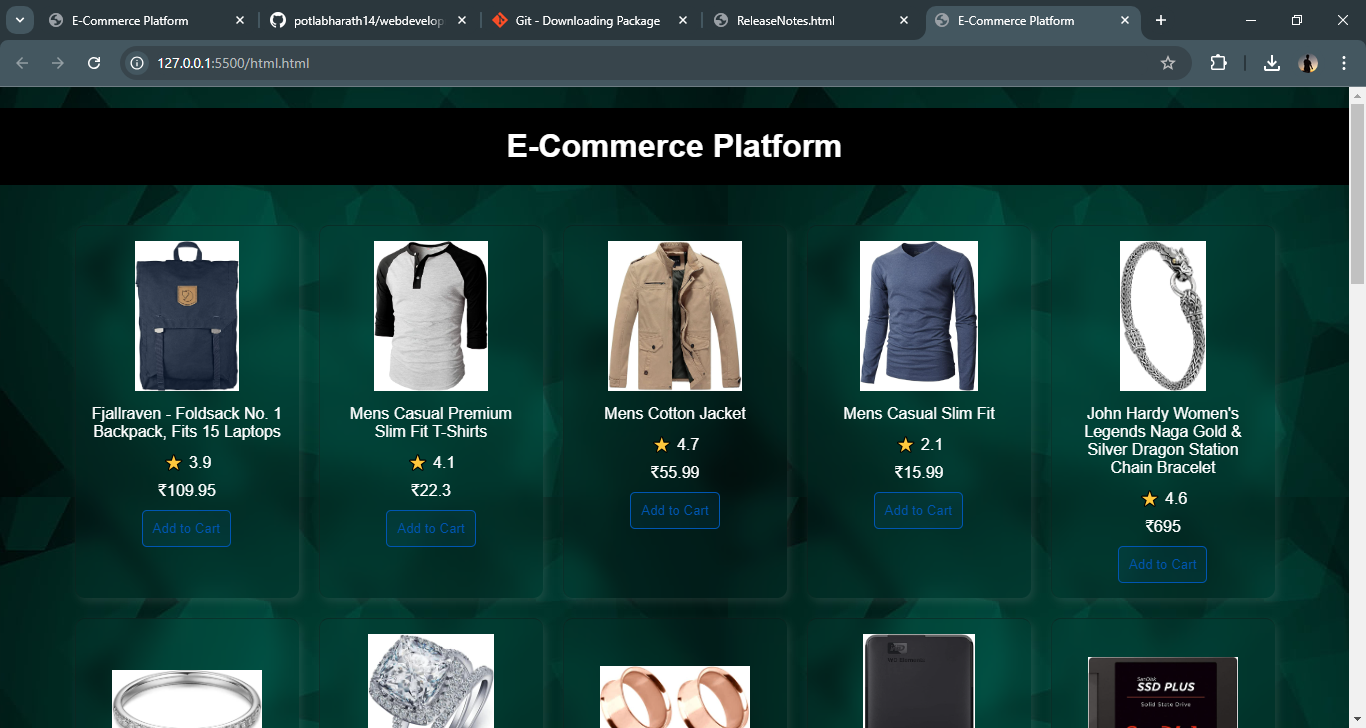 E-Commerce Platform
potlabharath14/webdevelop
Git - Downloading Package
ReleaseNotes.html
E-Commerce Platform
127.0.0.1:5500/html.html
E-Commerce Platform
Fjallraven - Foldsack No. 1
Backpack, Fits 15 Laptops
3.9
₹109.95
Add to Cart
Mens Casual Premium
Slim Fit T-Shirts
4.1
₹22.3
Add to Cart
Mens Cotton Jacket
4.7
₹55.99
Add to Cart
Mens Casual Slim Fit
2.1
₹15.99
Add to Cart
John Hardy Women's
Legends Naga Gold &
Silver Dragon Station
Chain Bracelet
4.6
₹695
Add to Cart
SanDisk
SSD PLUS
Solid State Drive